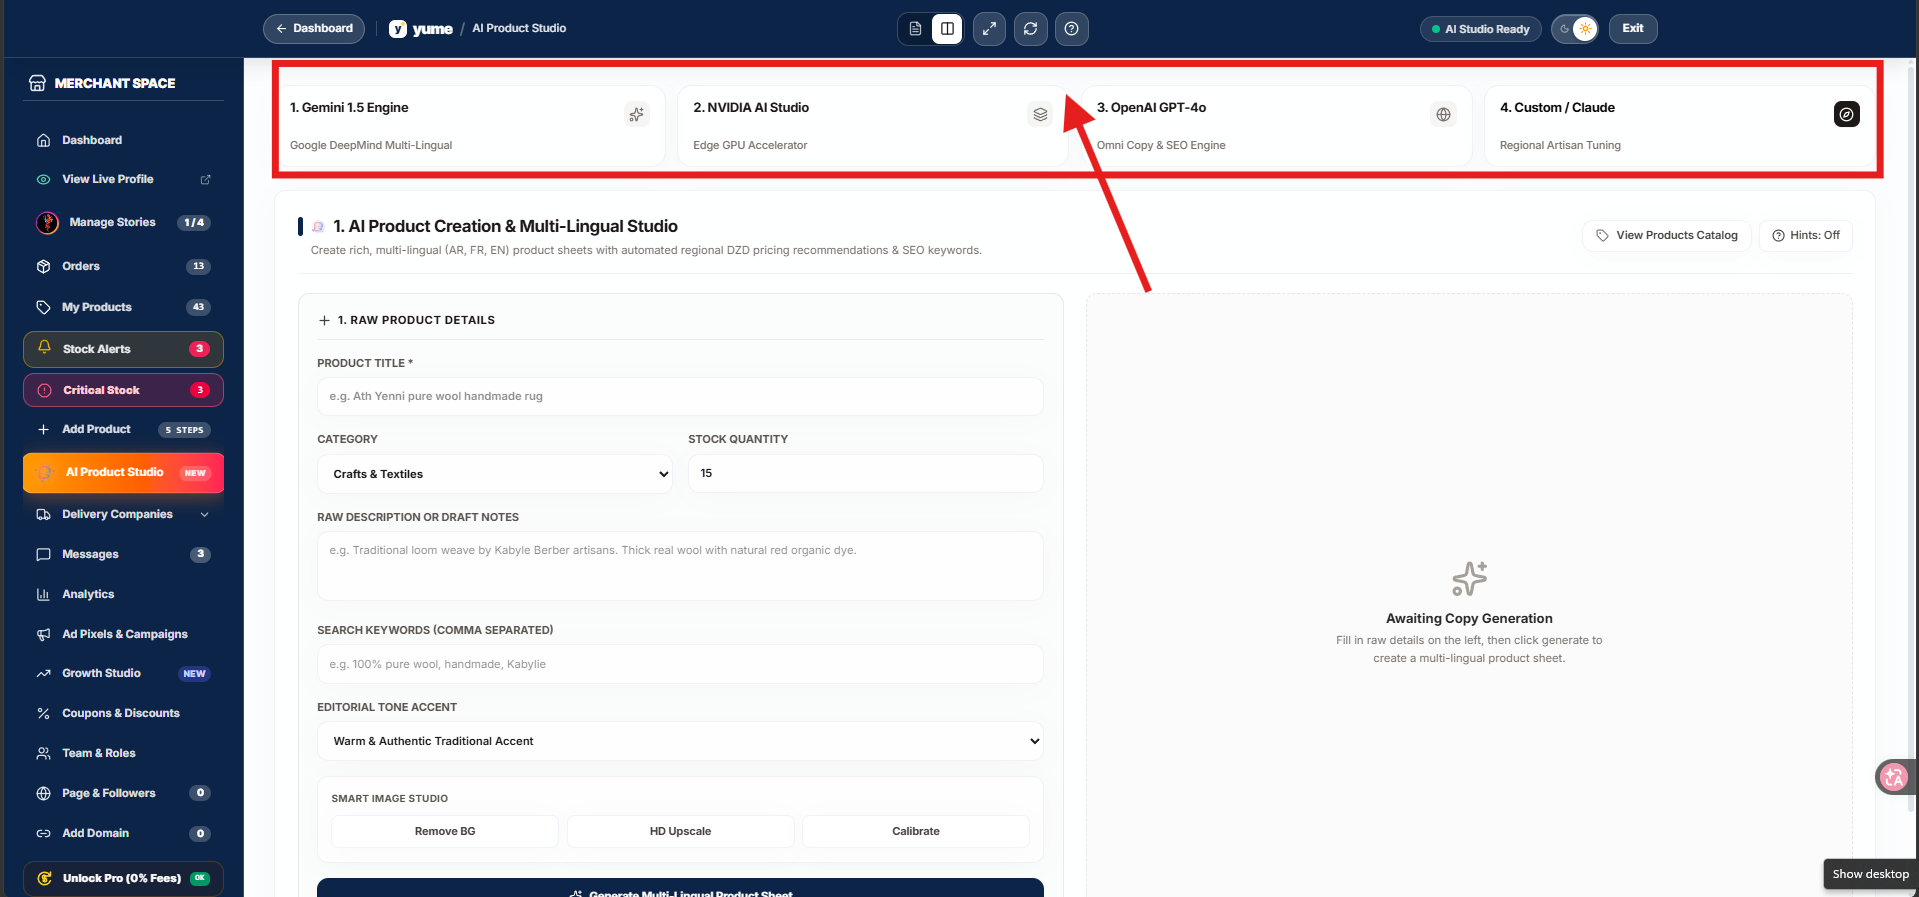 Dashboard
yume / AI Product Studio
AI Studio Ready
Exit
MERCHANT SPACE
Dashboard
View Live Profile
Manage Stories 1/4
Orders 13
My Products 43
Stock Alerts 3
Critical Stock 3
Add Product 5 STEPS
AI Product Studio NEW
Delivery Companies
Messages 3
Analytics
Ad Pixels & Campaigns
Growth Studio NEW
Coupons & Discounts
Team & Roles
Page & Followers 0
Add Domain 0
Unlock Pro (0% Fees) OK
1. Gemini 1.5 Engine
Google DeepMind Multi-Lingual
2. NVIDIA AI Studio
Edge GPU Accelerator
3. OpenAI GPT-4o
Omni Copy & SEO Engine
4. Custom / Claude
Regional Artisan Tuning
1. AI Product Creation & Multi-Lingual Studio
Create rich, multi-lingual (AR, FR, EN) product sheets with automated regional DZD pricing recommendations & SEO keywords.
View Products Catalog
Hints: Off
1. RAW PRODUCT DETAILS
PRODUCT TITLE *
e.g. Ath Yenni pure wool handmade rug
CATEGORY
Crafts & Textiles
STOCK QUANTITY
15
RAW DESCRIPTION OR DRAFT NOTES
e.g. Traditional loom weave by Kabyle Berber artisans. Thick real wool with natural red organic dye.
SEARCH KEYWORDS (COMMA SEPARATED)
e.g. 100% pure wool, handmade, Kabylie
EDITORIAL TONE ACCENT
Warm & Authentic Traditional Accent
SMART IMAGE STUDIO
Remove BG
HD Upscale
Calibrate
Generate Multi-Lingual Product Sheet
Awaiting Copy Generation
Fill in raw details on the left, then click generate to
create a multi-lingual product sheet.
Show desktop